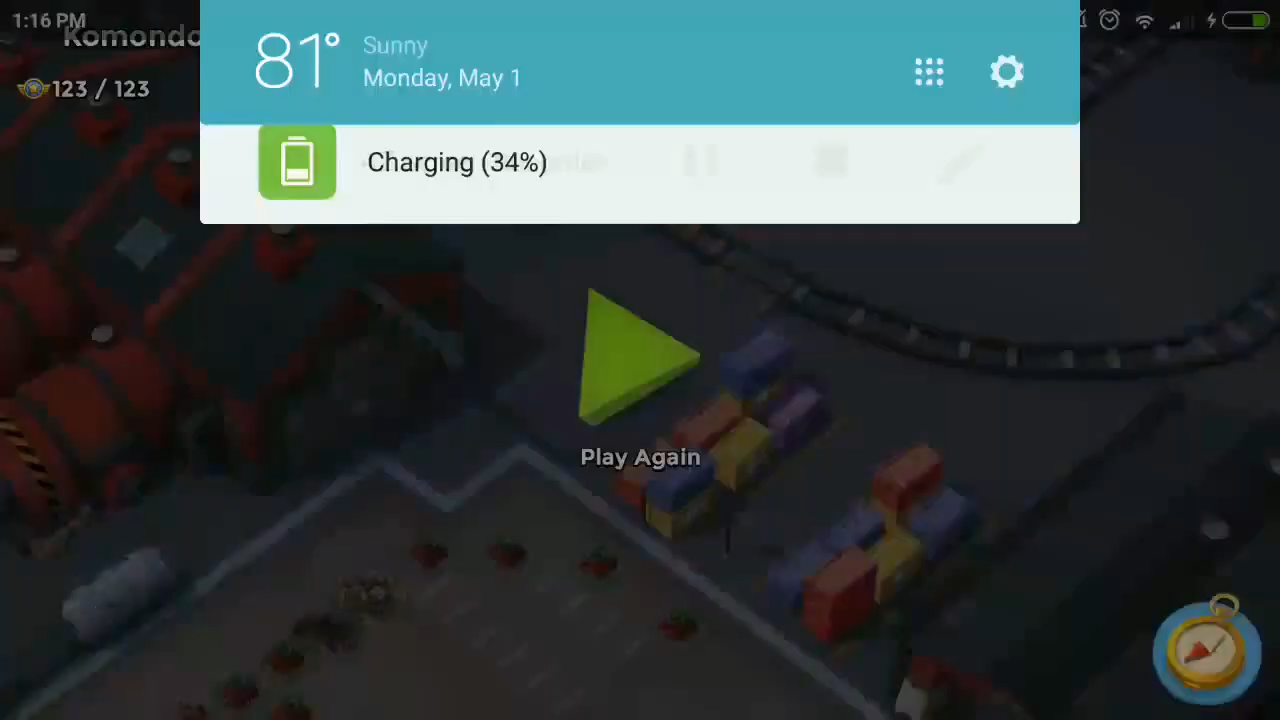 1:16 PM
Komondo
123 / 123
81°
Sunny
Monday, May 1
Charging (34%)
Play Again